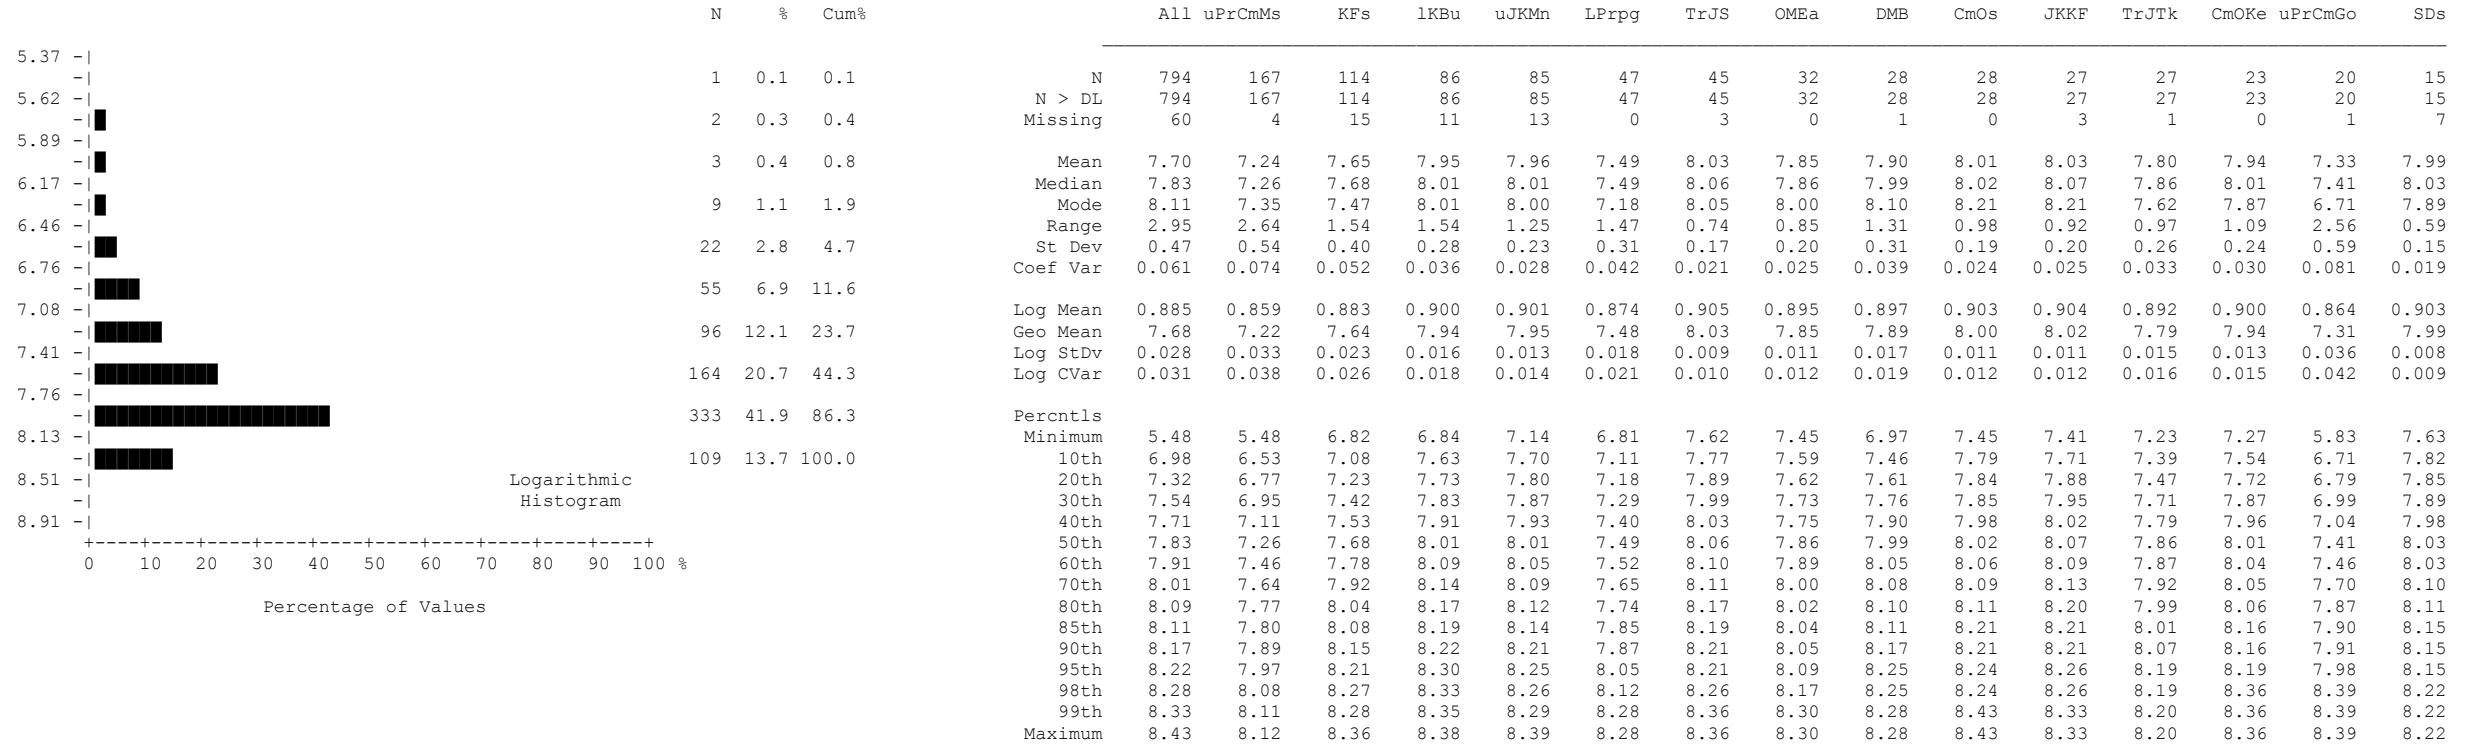 N % Cum% All uPrCmMs KFs lKBu uJKMn LPrpg TrJS OMEa DMB CmOs JKKF TrJTk CmOKe uPrCmGo SDs
5.37 -|
-| 1 0.1 0.1 N 794 167 114 86 85 47 45 32 28 28 27 27 23 20 15
5.62 -| N > DL 794 167 114 86 85 47 45 32 28 28 27 27 23 20 15
-| 2 0.3 0.4 Missing 60 4 15 11 13 0 3 0 1 0 3 1 0 1 7
5.89 -|
-| 3 0.4 0.8 Mean 7.70 7.24 7.65 7.95 7.96 7.49 8.03 7.85 7.90 8.01 8.03 7.80 7.94 7.33 7.99
6.17 -| Median 7.83 7.26 7.68 8.01 8.01 7.49 8.06 7.86 7.99 8.02 8.07 7.86 8.01 7.41 8.03
-| 9 1.1 1.9 Mode 8.11 7.35 7.47 8.01 8.00 7.18 8.05 8.00 8.10 8.21 8.21 7.62 7.87 6.71 7.89
6.46 -| Range 2.95 2.64 1.54 1.54 1.25 1.47 0.74 0.85 1.31 0.98 0.92 0.97 1.09 2.56 0.59
-| 22 2.8 4.7 St Dev 0.47 0.54 0.40 0.28 0.23 0.31 0.17 0.20 0.31 0.19 0.20 0.26 0.24 0.59 0.15
6.76 -| Coef Var 0.061 0.074 0.052 0.036 0.028 0.042 0.021 0.025 0.039 0.024 0.025 0.033 0.030 0.081 0.019
-| 55 6.9 11.6
7.08 -| Log Mean 0.885 0.859 0.883 0.900 0.901 0.874 0.905 0.895 0.897 0.903 0.904 0.892 0.900 0.864 0.903
-| 96 12.1 23.7 Geo Mean 7.68 7.22 7.64 7.94 7.95 7.48 8.03 7.85 7.89 8.00 8.02 7.79 7.94 7.31 7.99
7.41 -| Log StDv 0.028 0.033 0.023 0.016 0.013 0.018 0.009 0.011 0.017 0.011 0.011 0.015 0.013 0.036 0.008
-| 164 20.7 44.3 Log CVar 0.031 0.038 0.026 0.018 0.014 0.021 0.010 0.012 0.019 0.012 0.012 0.016 0.015 0.042 0.009
7.76 -|
-| 333 41.9 86.3 Percntls
8.13 -| Minimum 5.48 5.48 6.82 6.84 7.14 6.81 7.62 7.45 6.97 7.45 7.41 7.23 7.27 5.83 7.63
-| 109 13.7 100.0 10th 6.98 6.53 7.08 7.63 7.70 7.11 7.77 7.59 7.46 7.79 7.71 7.39 7.54 6.71 7.82
8.51 -| Logarithmic 20th 7.32 6.77 7.23 7.73 7.80 7.18 7.89 7.62 7.61 7.84 7.88 7.47 7.72 6.79 7.85
-| Histogram 30th 7.54 6.95 7.42 7.83 7.87 7.29 7.99 7.73 7.76 7.85 7.95 7.71 7.87 6.99 7.89
8.91 -| 40th 7.71 7.11 7.53 7.91 7.93 7.40 8.03 7.75 7.90 7.98 8.02 7.79 7.96 7.04 7.98
+----+----+----+----+----+----+----+----+----+----+ 50th 7.83 7.26 7.68 8.01 8.01 7.49 8.06 7.86 7.99 8.02 8.07 7.86 8.01 7.41 8.03
0 10 20 30 40 50 60 70 80 90 100 % 60th 7.91 7.46 7.78 8.09 8.05 7.52 8.10 7.89 8.05 8.06 8.09 7.87 8.04 7.46 8.03
70th 8.01 7.64 7.92 8.14 8.09 7.65 8.11 8.00 8.08 8.09 8.13 7.92 8.05 7.70 8.10
Percentage of Values 80th 8.09 7.77 8.04 8.17 8.12 7.74 8.17 8.02 8.10 8.11 8.20 7.99 8.06 7.87 8.11
85th 8.11 7.80 8.08 8.19 8.14 7.85 8.19 8.04 8.11 8.21 8.21 8.01 8.16 7.90 8.15
90th 8.17 7.89 8.15 8.22 8.21 7.87 8.21 8.05 8.17 8.21 8.21 8.07 8.16 7.91 8.15
95th 8.22 7.97 8.21 8.30 8.25 8.05 8.21 8.09 8.25 8.24 8.26 8.19 8.19 7.98 8.15
98th 8.28 8.08 8.27 8.33 8.26 8.12 8.26 8.17 8.25 8.24 8.26 8.19 8.36 8.39 8.22
99th 8.33 8.11 8.28 8.35 8.29 8.28 8.36 8.30 8.28 8.43 8.33 8.20 8.36 8.39 8.22
Maximum 8.43 8.12 8.36 8.38 8.39 8.28 8.36 8.30 8.28 8.43 8.33 8.20 8.36 8.39 8.22